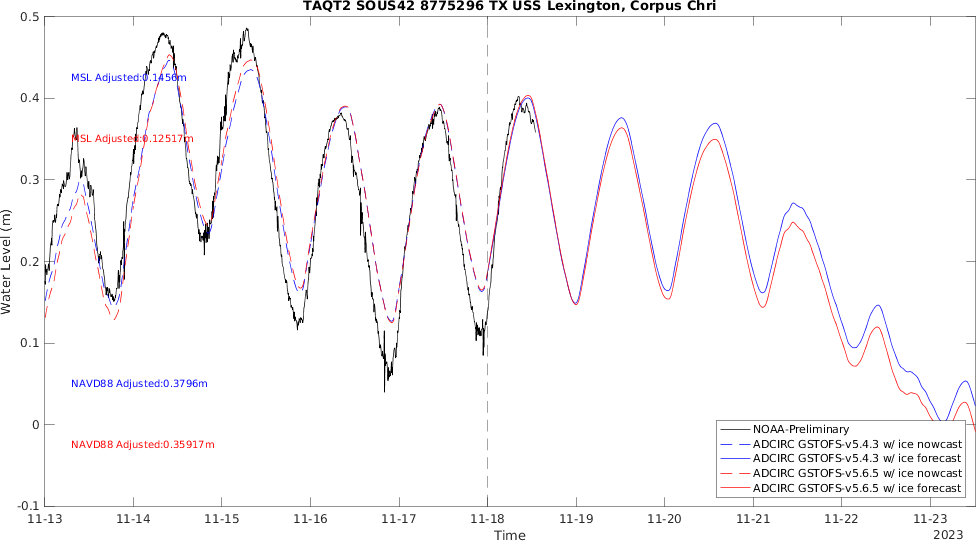 TAQT2 SOUS42 8775296 TX USS Lexington, Corpus Chri
0.5
MSL Adjusted:0.1456m
0.4
MSL Adjusted:0.12517m
0.3
Water Level (m)
0.2
0.1
NAVD88 Adjusted:0.3796m
0
NAVD88 Adjusted:0.35917m
NOAA-Preliminary
ADCIRC GSTOFS-v5.4.3 w/ ice nowcast
ADCIRC GSTOFS-v5.4.3 w/ ice forecast
ADCIRC GSTOFS-v5.6.5 w/ ice nowcast
ADCIRC GSTOFS-v5.6.5 w/ ice forecast
-0.1
11-13 11-14 11-15 11-16 11-17 11-18 11-19 11-20 11-21 11-22 11-23
Time
2023